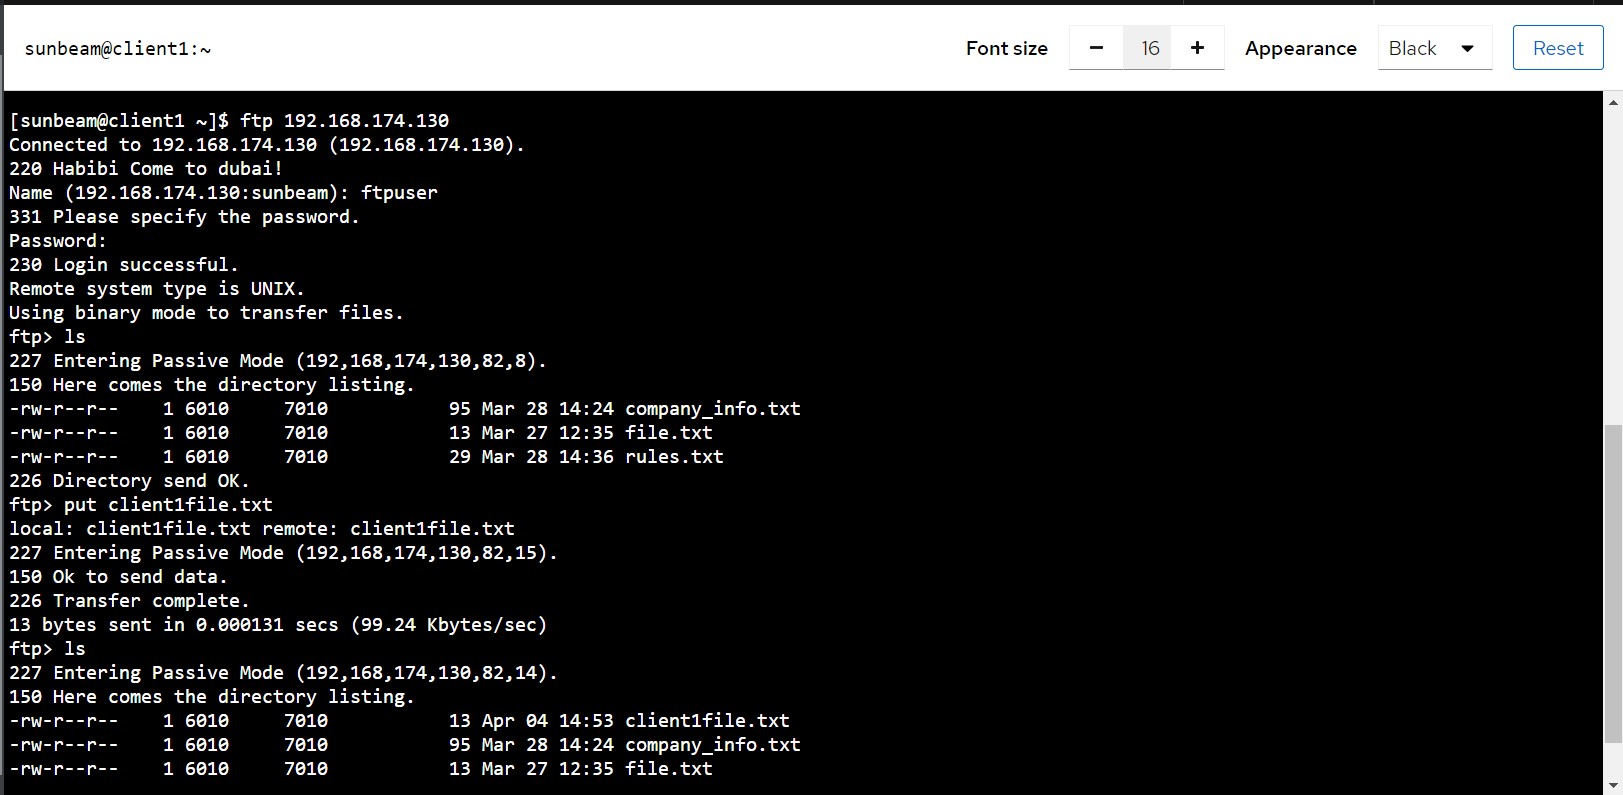 sunbeam@client1:~
Font size − 16 + Appearance Black Reset
[sunbeam@client1 ~]$ ftp 192.168.174.130
Connected to 192.168.174.130 (192.168.174.130).
220 Habibi Come to dubai!
Name (192.168.174.130:sunbeam): ftpuser
331 Please specify the password.
Password:
230 Login successful.
Remote system type is UNIX.
Using binary mode to transfer files.
ftp> ls
227 Entering Passive Mode (192,168,174,130,82,8).
150 Here comes the directory listing.
-rw-r--r--    1 6010     7010           95 Mar 28 14:24 company_info.txt
-rw-r--r--    1 6010     7010           13 Mar 27 12:35 file.txt
-rw-r--r--    1 6010     7010           29 Mar 28 14:36 rules.txt
226 Directory send OK.
ftp> put client1file.txt
local: client1file.txt remote: client1file.txt
227 Entering Passive Mode (192,168,174,130,82,15).
150 Ok to send data.
226 Transfer complete.
13 bytes sent in 0.000131 secs (99.24 Kbytes/sec)
ftp> ls
227 Entering Passive Mode (192,168,174,130,82,14).
150 Here comes the directory listing.
-rw-r--r--    1 6010     7010           13 Apr 04 14:53 client1file.txt
-rw-r--r--    1 6010     7010           95 Mar 28 14:24 company_info.txt
-rw-r--r--    1 6010     7010           13 Mar 27 12:35 file.txt